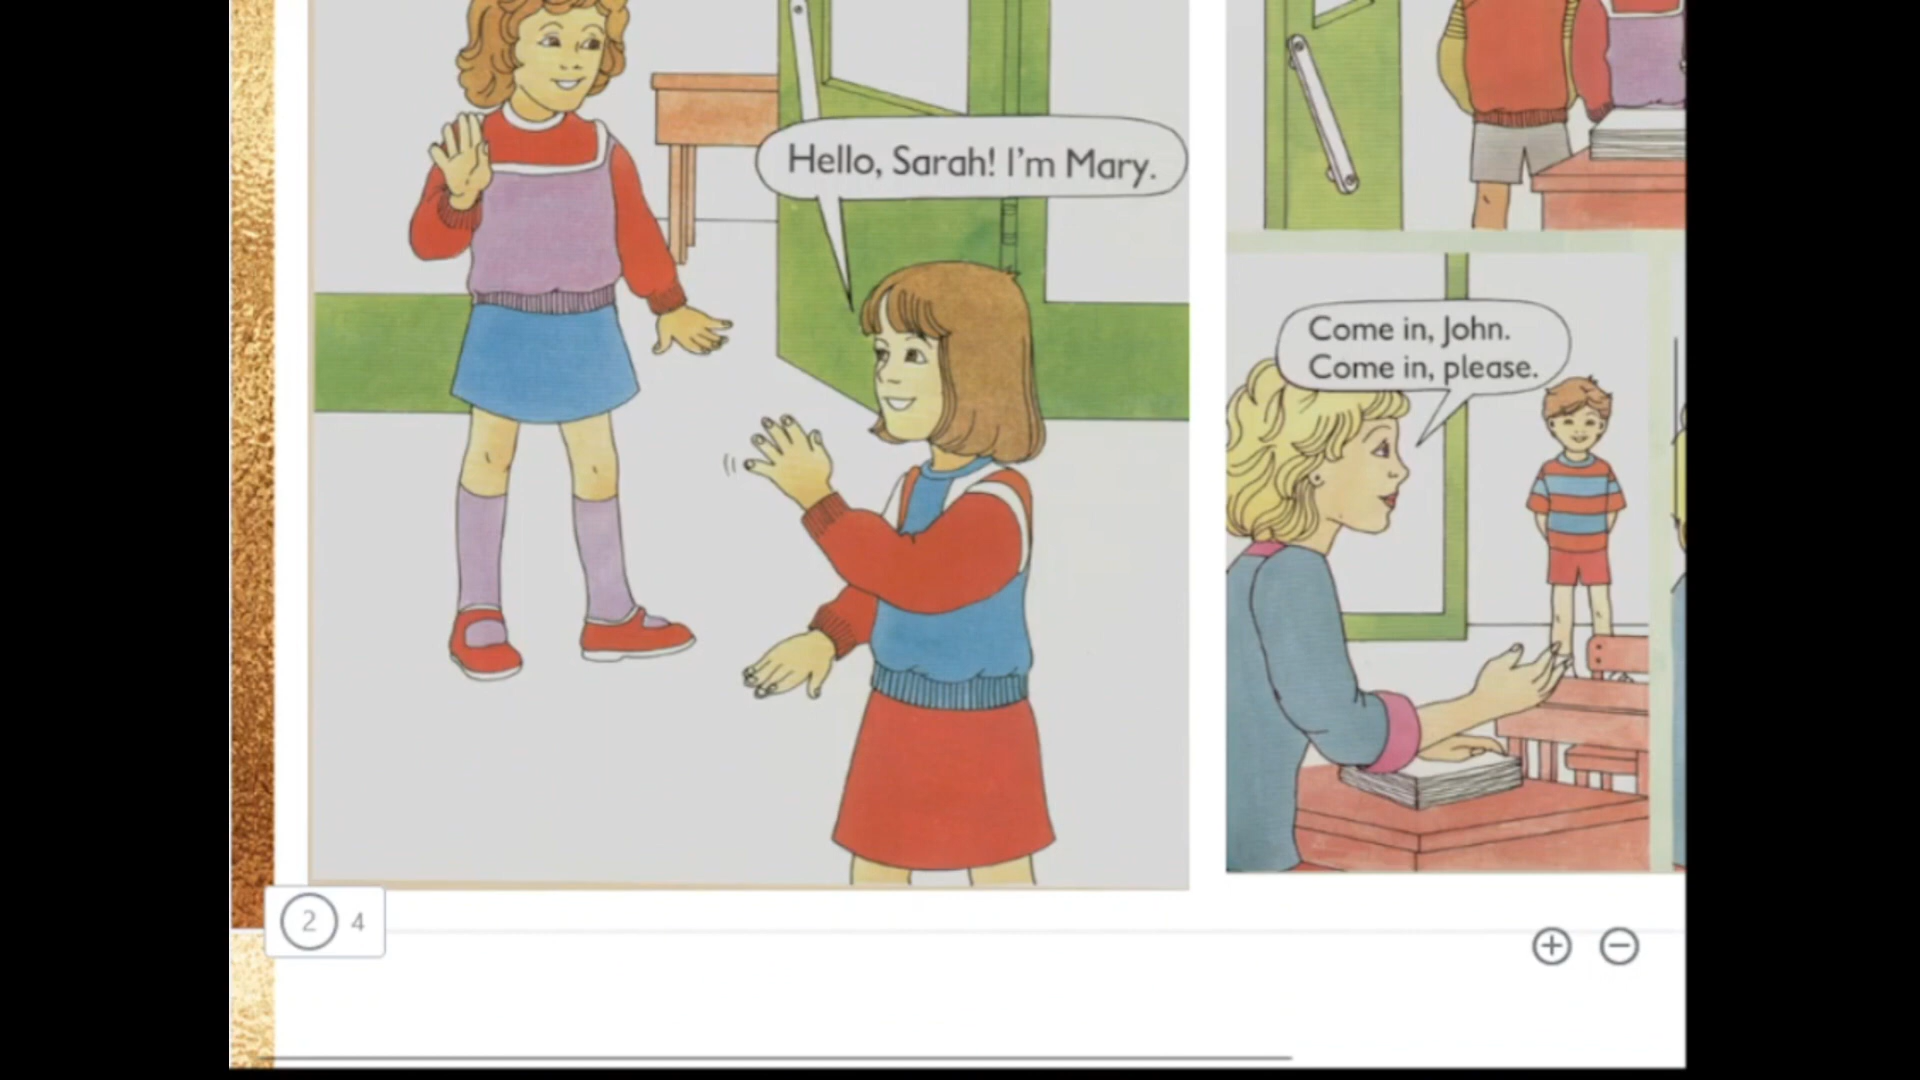 Hello, Sarah! I'm Mary.
Come in, John.
Come in, please.
2 4